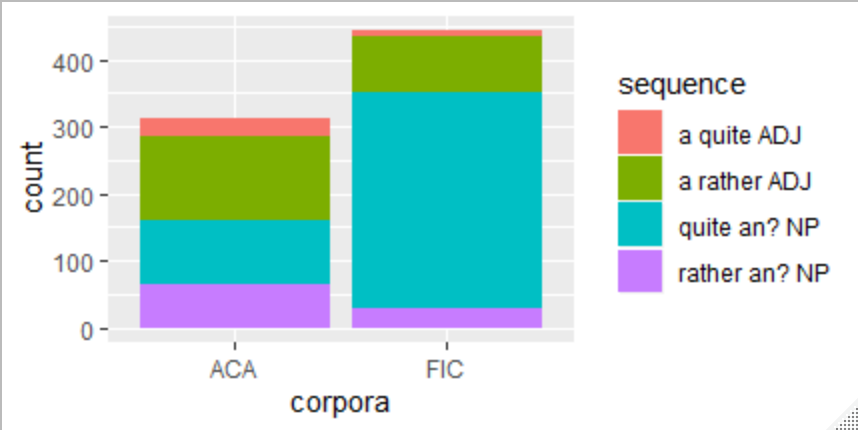 count
400
300
200
100
0
ACA
FIC
corpora
sequence
a quite ADJ
a rather ADJ
quite an? NP
rather an? NP